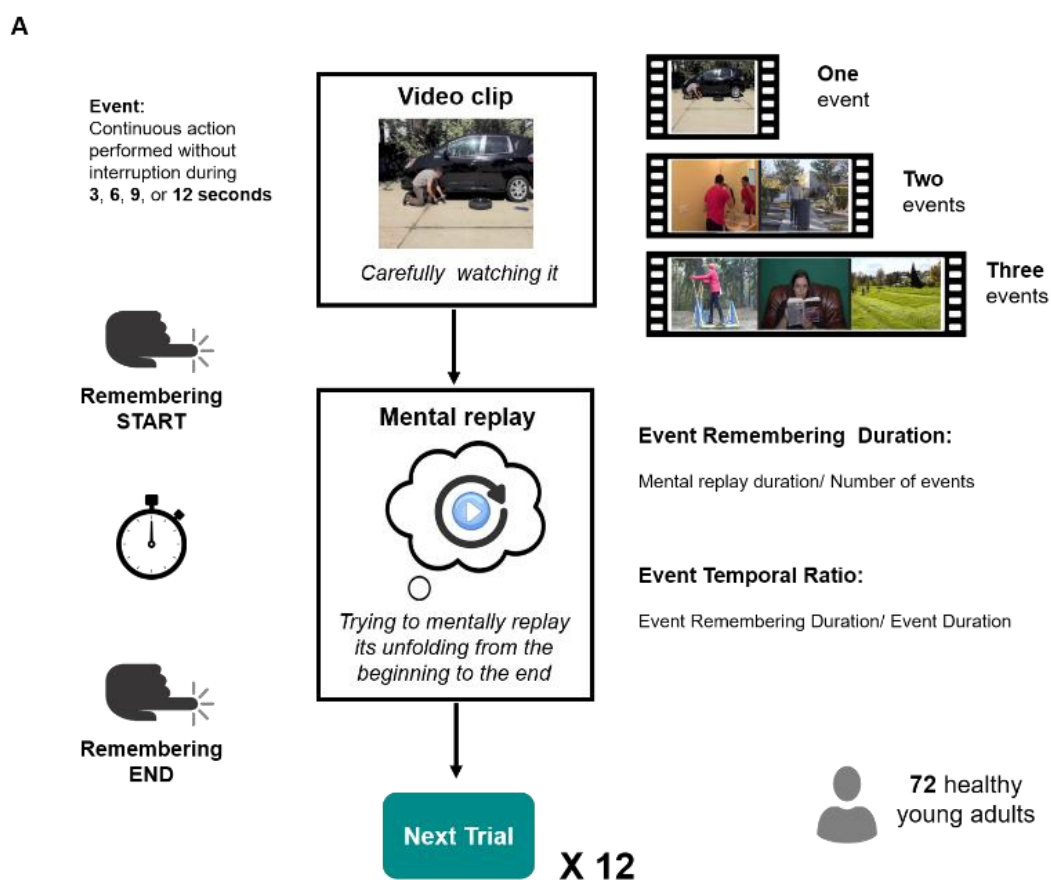 A
Event:
Continuous action
performed without
interruption during
3, 6, 9, or 12 seconds
Video clip
Carefully watching it
One
event
Two
events
Three
events
Remembering
START
Mental replay
Trying to mentally replay
its unfolding from the
beginning to the end
Event Remembering Duration:
Mental replay duration/ Number of events
Event Temporal Ratio:
Event Remembering Duration/ Event Duration
Remembering
END
Next Trial
X 12
72 healthy
young adults